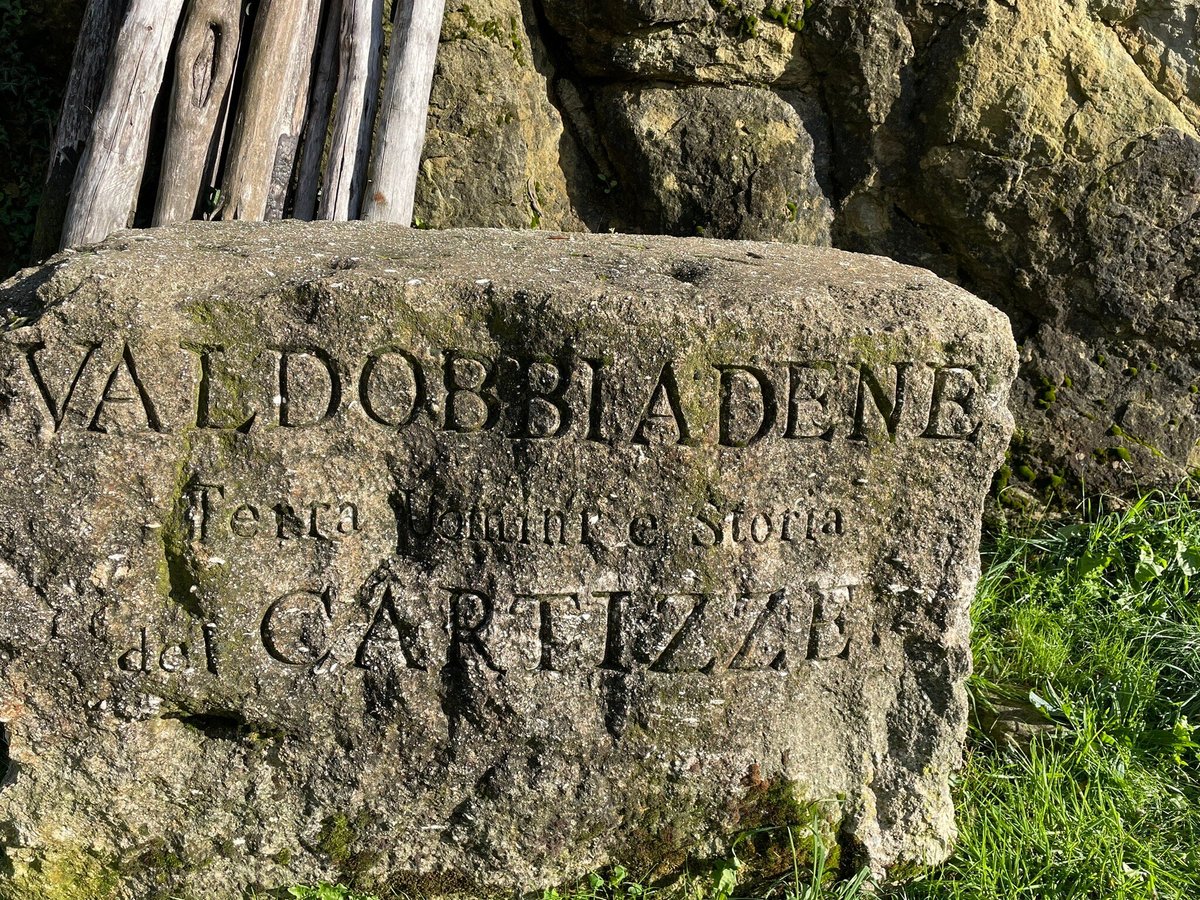 VALDOBBIADENE
Terra Uomini e Storia
del CARTIZZE